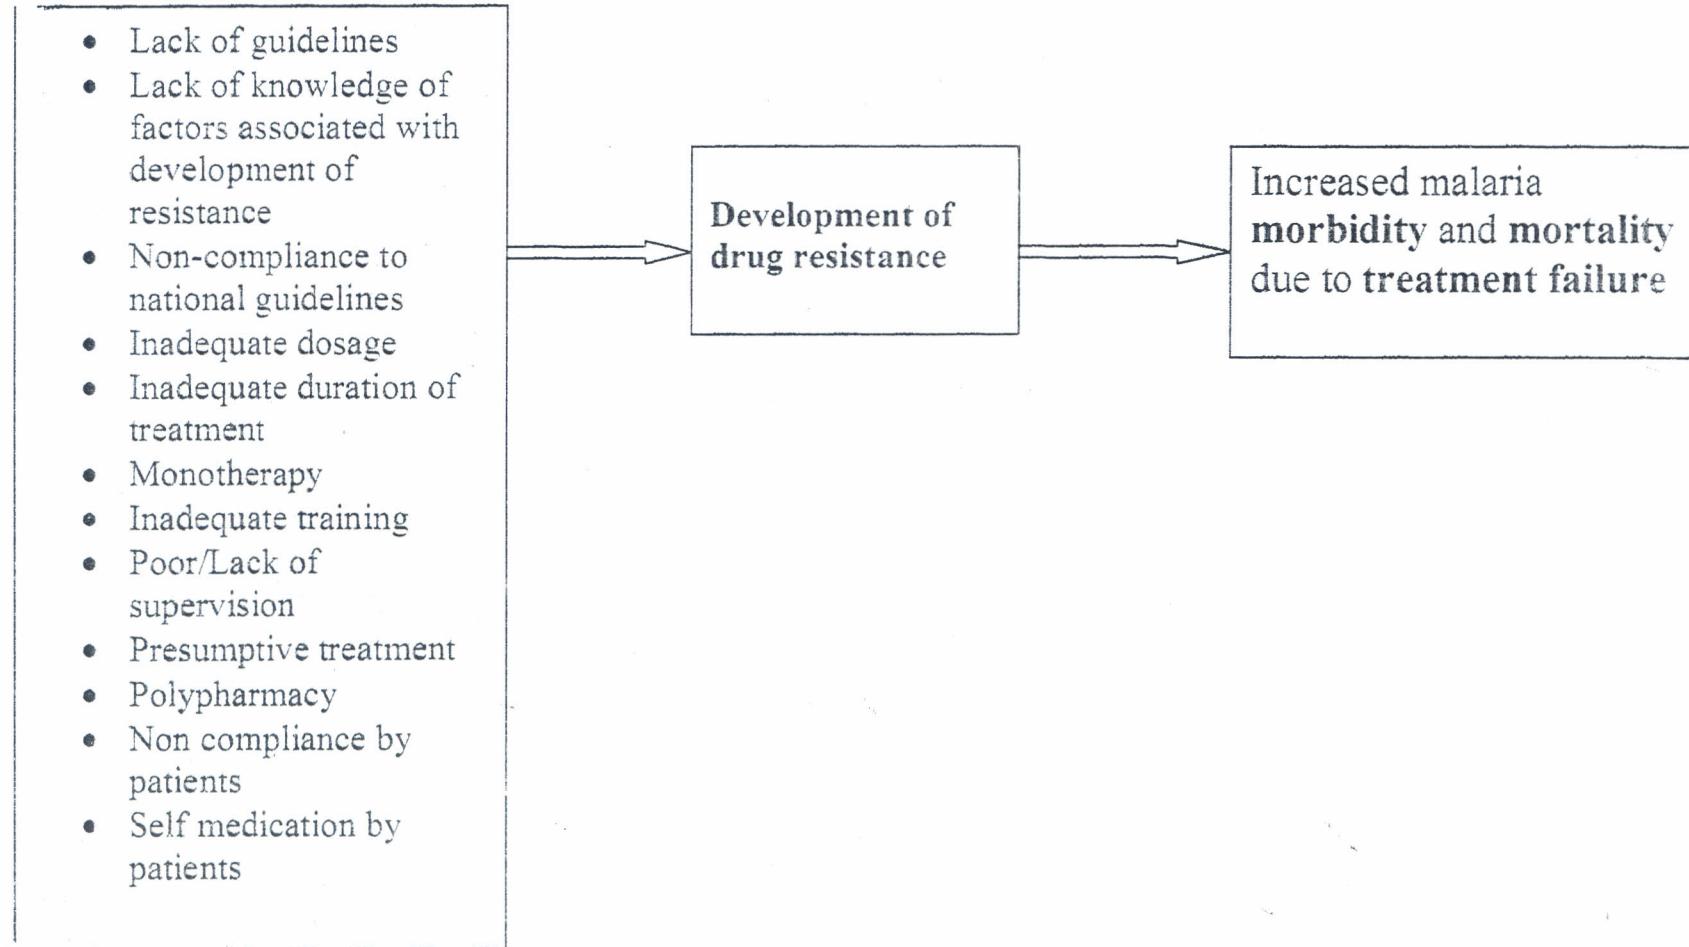 • Lack of guidelines
• Lack of knowledge of
factors associated with
development of
resistance
• Non-compliance to
national guidelines
• Inadequate dosage
• Inadequate duration of
treatment
• Monotherapy
• Inadequate training
• Poor/Lack of
supervision
• Presumptive treatment
• Polypharmacy
• Non compliance by
patients
• Self medication by
patients
Development of
drug resistance
Increased malaria
morbidity and mortality
due to treatment failure